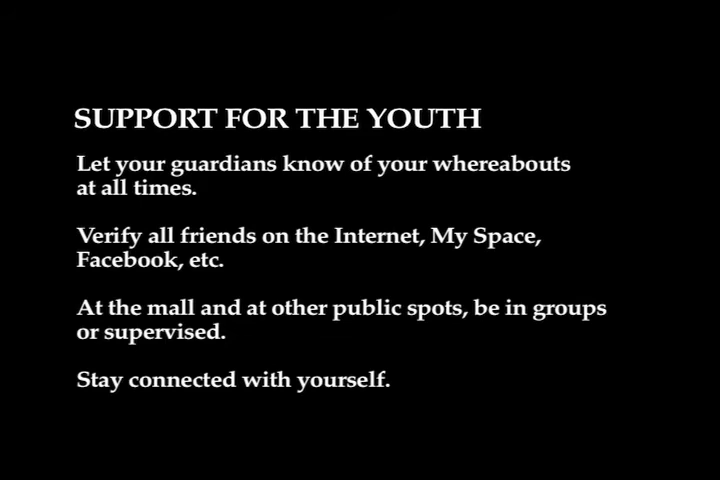 SUPPORT FOR THE YOUTH
Let your guardians know of your whereabouts
at all times.
Verify all friends on the Internet, My Space,
Facebook, etc.
At the mall and at other public spots, be in groups
or supervised.
Stay connected with yourself.